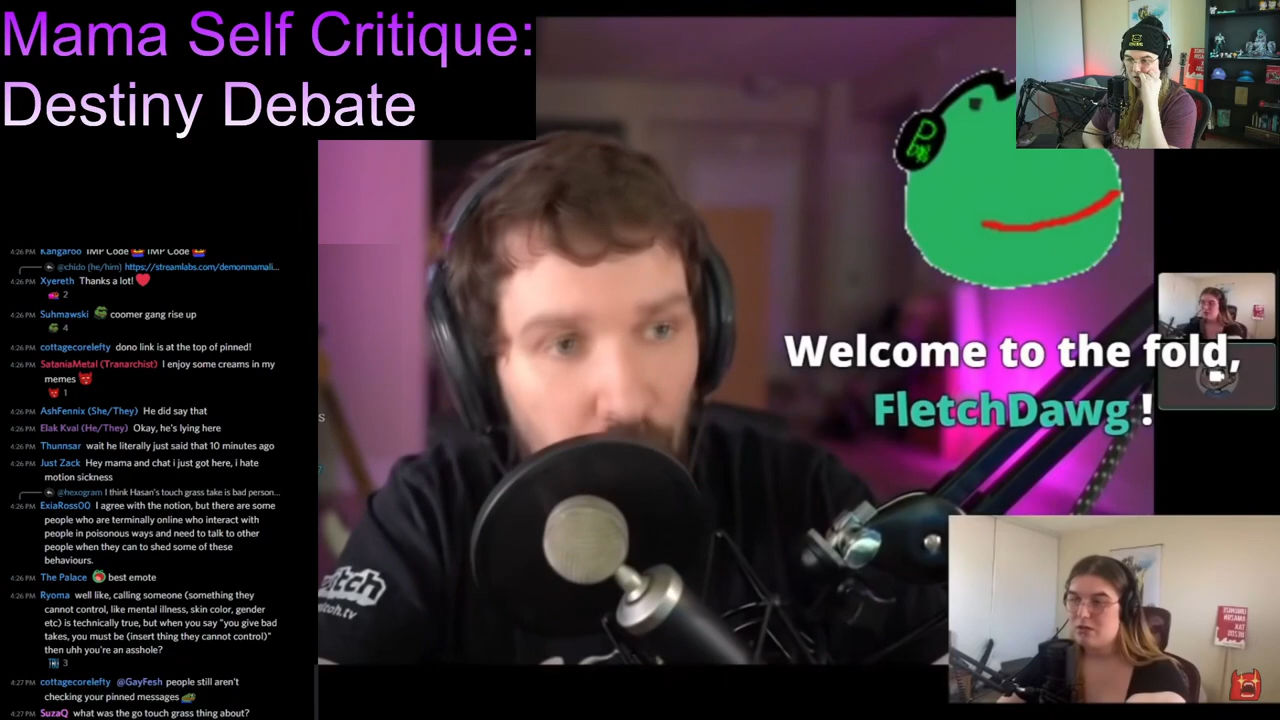 Mama Self Critique:
Destiny Debate
4:26 PM Kangaroo IMP Code IMP Code
@chido (he/him) https://streamlabs.com/demonmamali...
4:26 PM Xyereth Thanks a lot!
2
4:26 PM Suhmawski coomer gang rise up
4
4:26 PM cottagecorelefty dono link is at the top of pinned!
4:26 PM SataniaMetal (Tranarchist) I enjoy some creams in my
memes
1
4:26 PM AshFennix (She/They) He did say that
4:26 PM Elak Kval (He/They) Okay, he's lying here
4:26 PM Thunnsar wait he literally just said that 10 minutes ago
4:26 PM Just Zack Hey mama and chat i just got here, i hate
motion sickness
@hexogram I think Hasan's touch grass take is bad person...
4:26 PM ExiaRoss00 I agree with the notion, but there are some
people who are terminally online who interact with
people in poisonous ways and need to talk to other
people when they can to shed some of these
behaviours.
4:26 PM The Palace best emote
4:26 PM Ryoma well like, calling someone (something they
cannot control, like mental illness, skin color, gender
etc) is technically true, but when you say "you give bad
takes, you must be (insert thing they cannot control)"
then uhh you're an asshole?
3
4:27 PM cottagecorelefty @GayFesh people still aren't
checking your pinned messages
4:27 PM SuzaQ what was the go touch grass thing about?
Welcome to the fold,
FletchDawg !
twitch
witch.tv